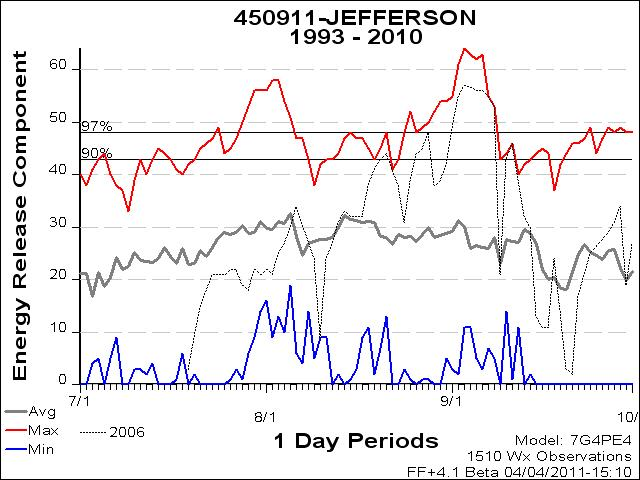 450911-JEFFERSON
1993 - 2010
Energy Release Component
60
50
97%
90%
40
30
20
10
0
7/1
8/1
9/1
10/
Avg
Max
Min
2006
1 Day Periods
Model: 7G4PE4
1510 Wx Observations
FF+4.1 Beta 04/04/2011-15:10